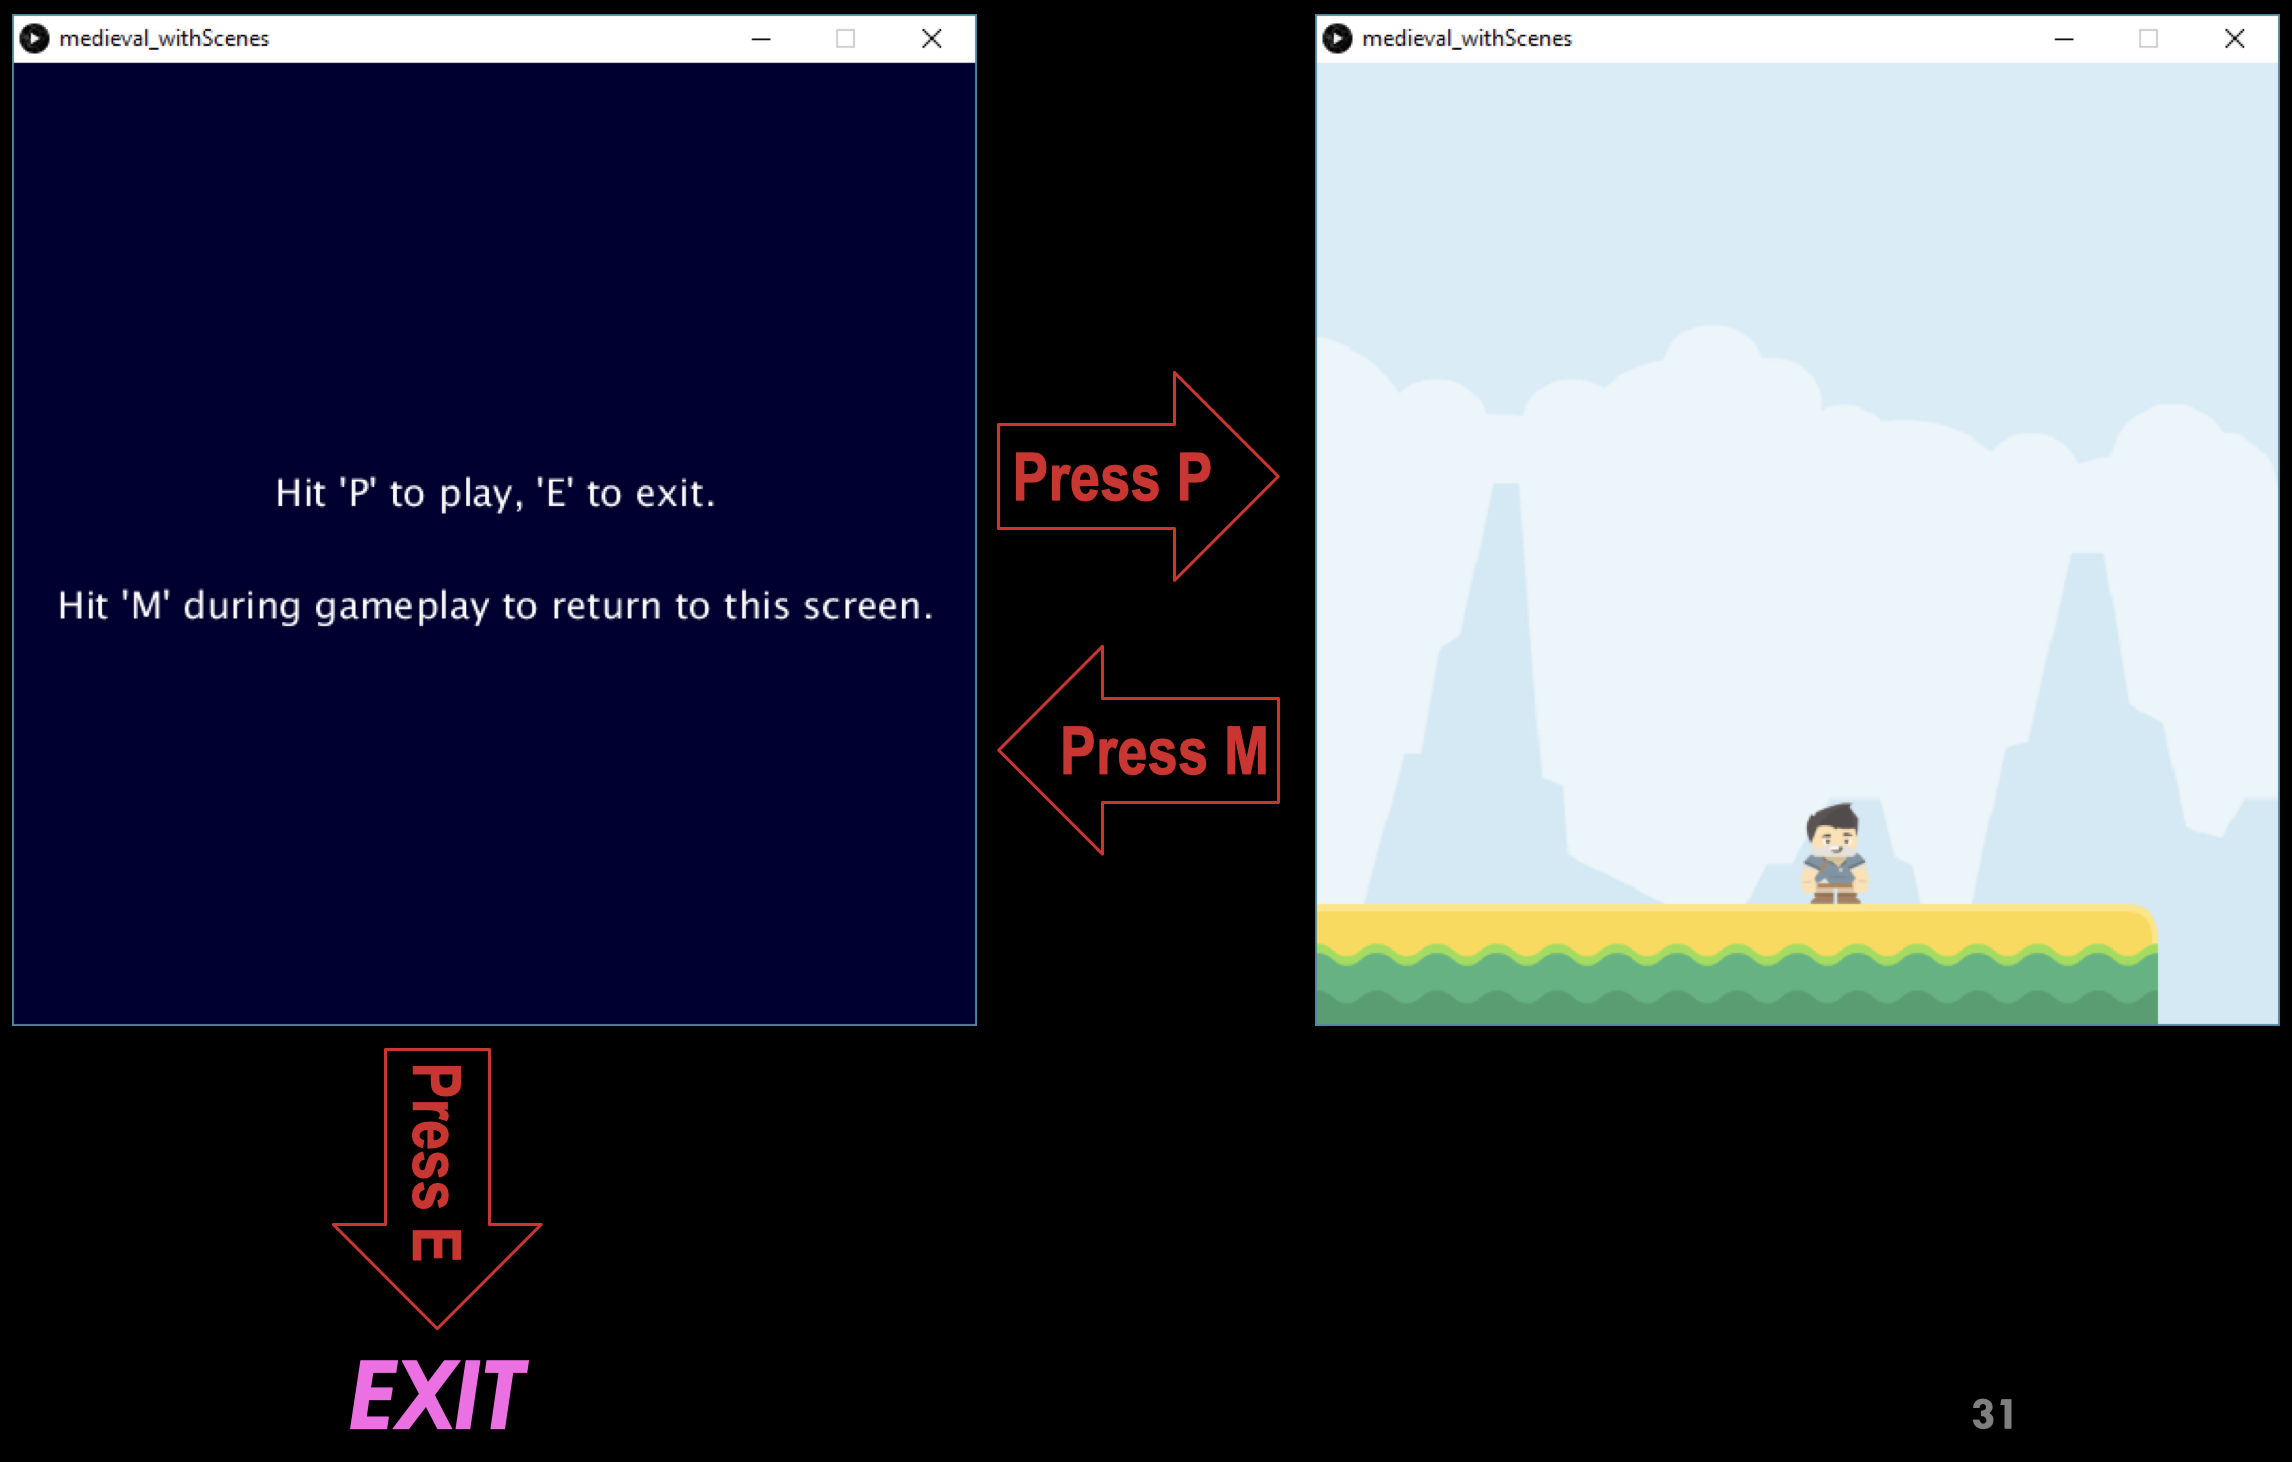 medieval_withScenes
Hit 'P' to play, 'E' to exit.
Hit 'M' during gameplay to return to this screen.
Press P
Press M
medieval_withScenes
Press E
EXIT
31